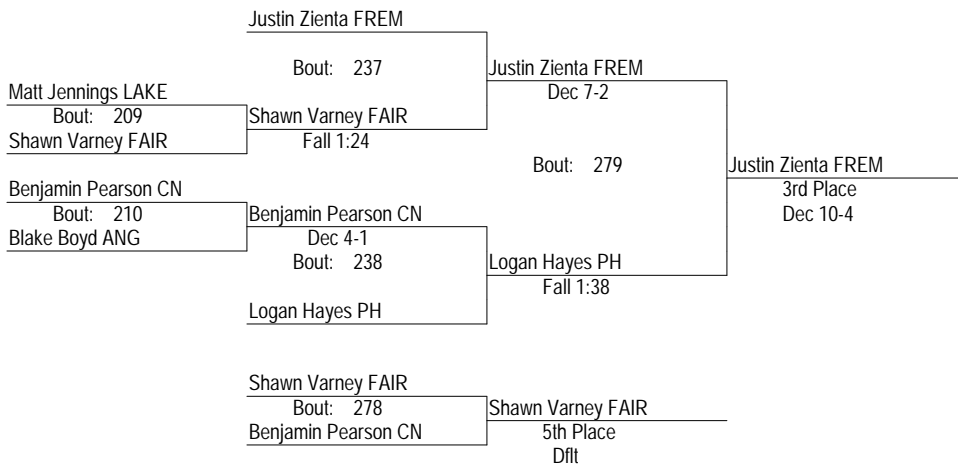 Justin Zienta FREM
Bout: 237
Justin Zienta FREM
Dec 7-2
Matt Jennings LAKE
Bout: 209
Shawn Varney FAIR
Shawn Varney FAIR
Fall 1:24
Bout: 279
Justin Zienta FREM
3rd Place
Dec 10-4
Benjamin Pearson CN
Bout: 210
Blake Boyd ANG
Benjamin Pearson CN
Dec 4-1
Bout: 238
Logan Hayes PH
Fall 1:38
Logan Hayes PH
Shawn Varney FAIR
Bout: 278
Benjamin Pearson CN
Shawn Varney FAIR
5th Place
Dflt